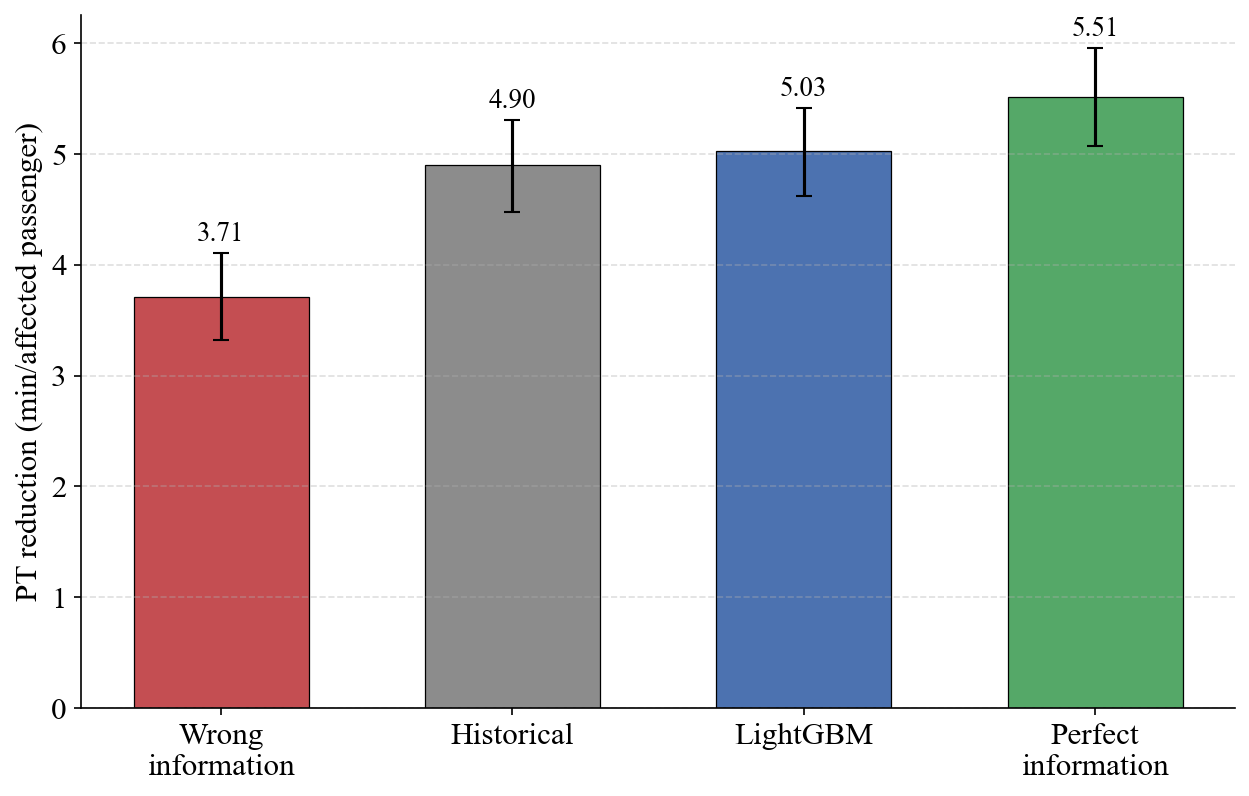 PT reduction (min/affected passenger)
6
5
4
3
2
1
0
3.71
4.90
5.03
5.51
Wrong
information
Historical
LightGBM
Perfect
information